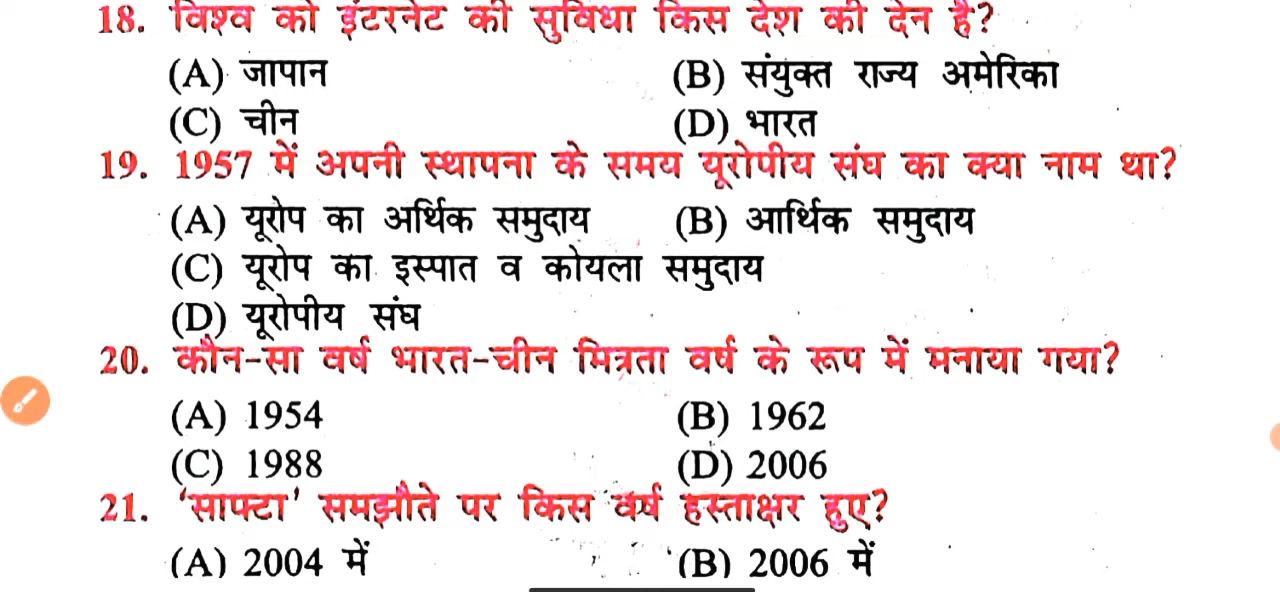 18. विश्व को इंटरनेट की सुविधा किस देश की देन है?
(A) जापान (B) संयुक्त राज्य अमेरिका
(C) चीन (D) भारत
19. 1957 में अपनी स्थापना के समय यूरोपीय संघ का क्या नाम था?
(A) यूरोप का अर्थिक समुदाय (B) आर्थिक समुदाय
(C) यूरोप का इस्पात व कोयला समुदाय
(D) यूरोपीय संघ
20. कौन-सा वर्ष भारत-चीन मित्रता वर्ष के रूप में मनाया गया?
(A) 1954 (B) 1962
(C) 1988 (D) 2006
21. 'साफ्टा' समझौते पर किस वर्ष हस्ताक्षर हुए?
(A) 2004 में (B) 2006 में